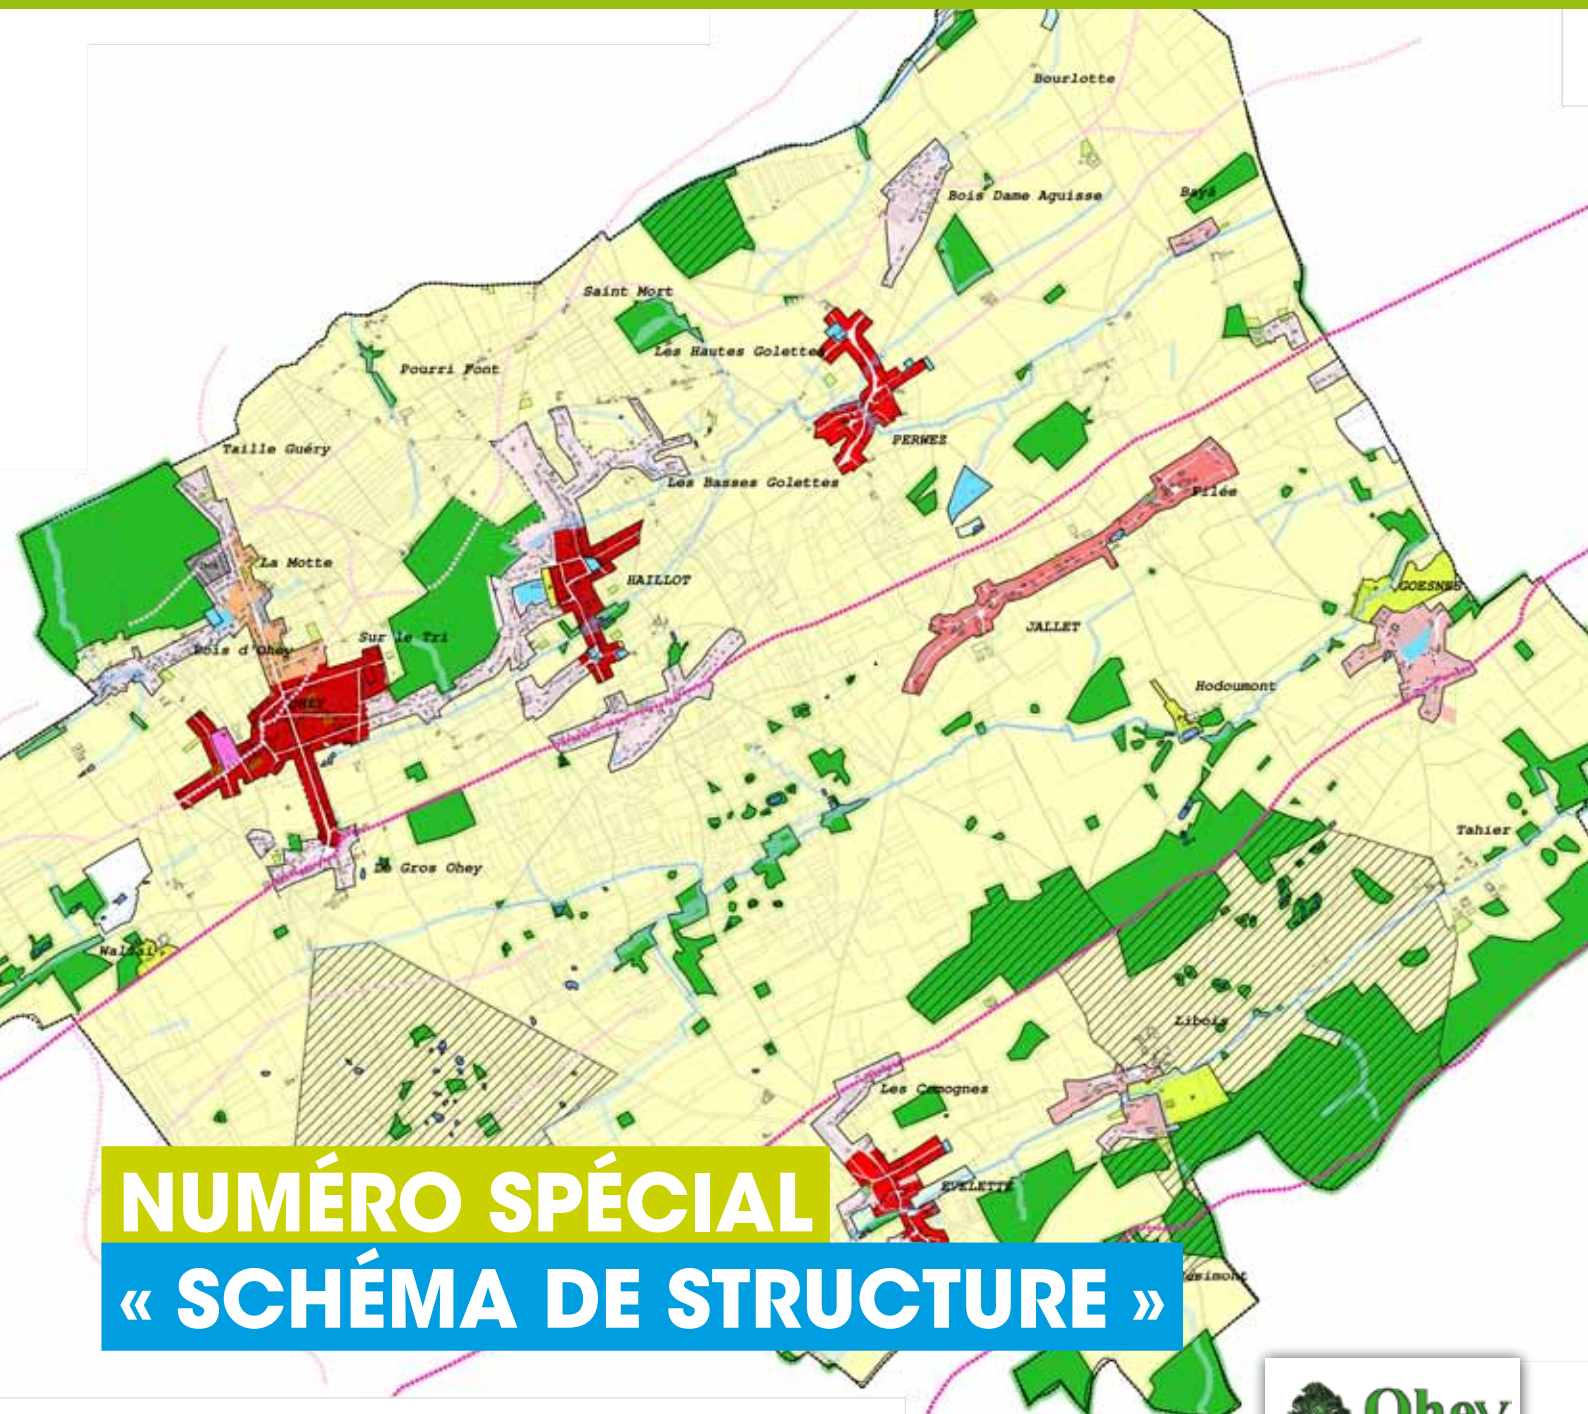 Bourlotte
Bois Dame Aguisse
Baya
Saint Mort
Les Hautes Golettes
Pourri Font
PERWEZ
Taille Guéry
Les Basses Golettes
Filée
La Motte
HAILLOT
GOESNES
JALLET
Sur le Tri
Bois d'Ohey
Hodoumont
OHEY
Tahier
Le Gros Ohey
Libois
Les Comognes
EVELETTE
NUMÉRO SPÉCIAL
« SCHÉMA DE STRUCTURE »
Ohey